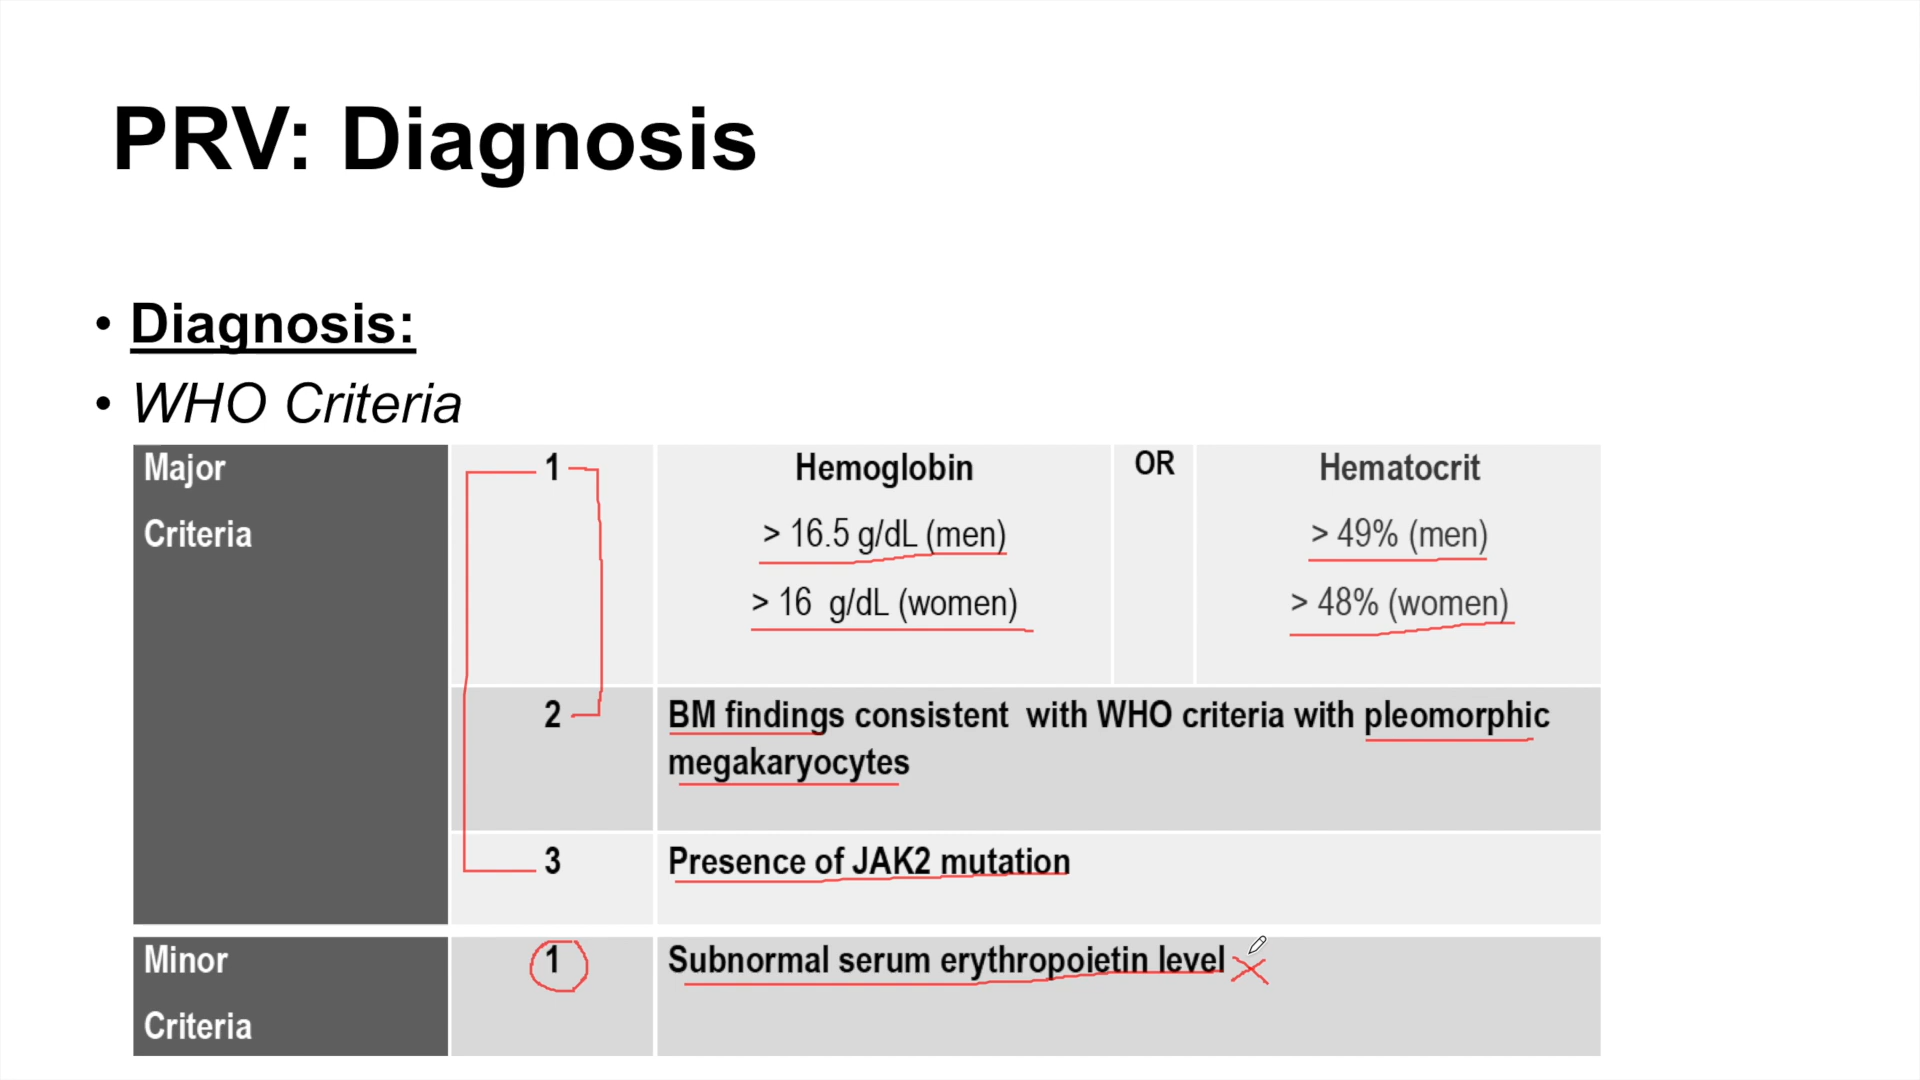 PRV: Diagnosis
• Diagnosis:
• WHO Criteria
Major
Criteria
1
Hemoglobin
> 16.5 g/dL (men)
> 16 g/dL (women)
OR
Hematocrit
> 49% (men)
> 48% (women)
2
BM findings consistent with WHO criteria with pleomorphic
megakaryocytes
3
Presence of JAK2 mutation
Minor
Criteria
1
Subnormal serum erythropoietin level